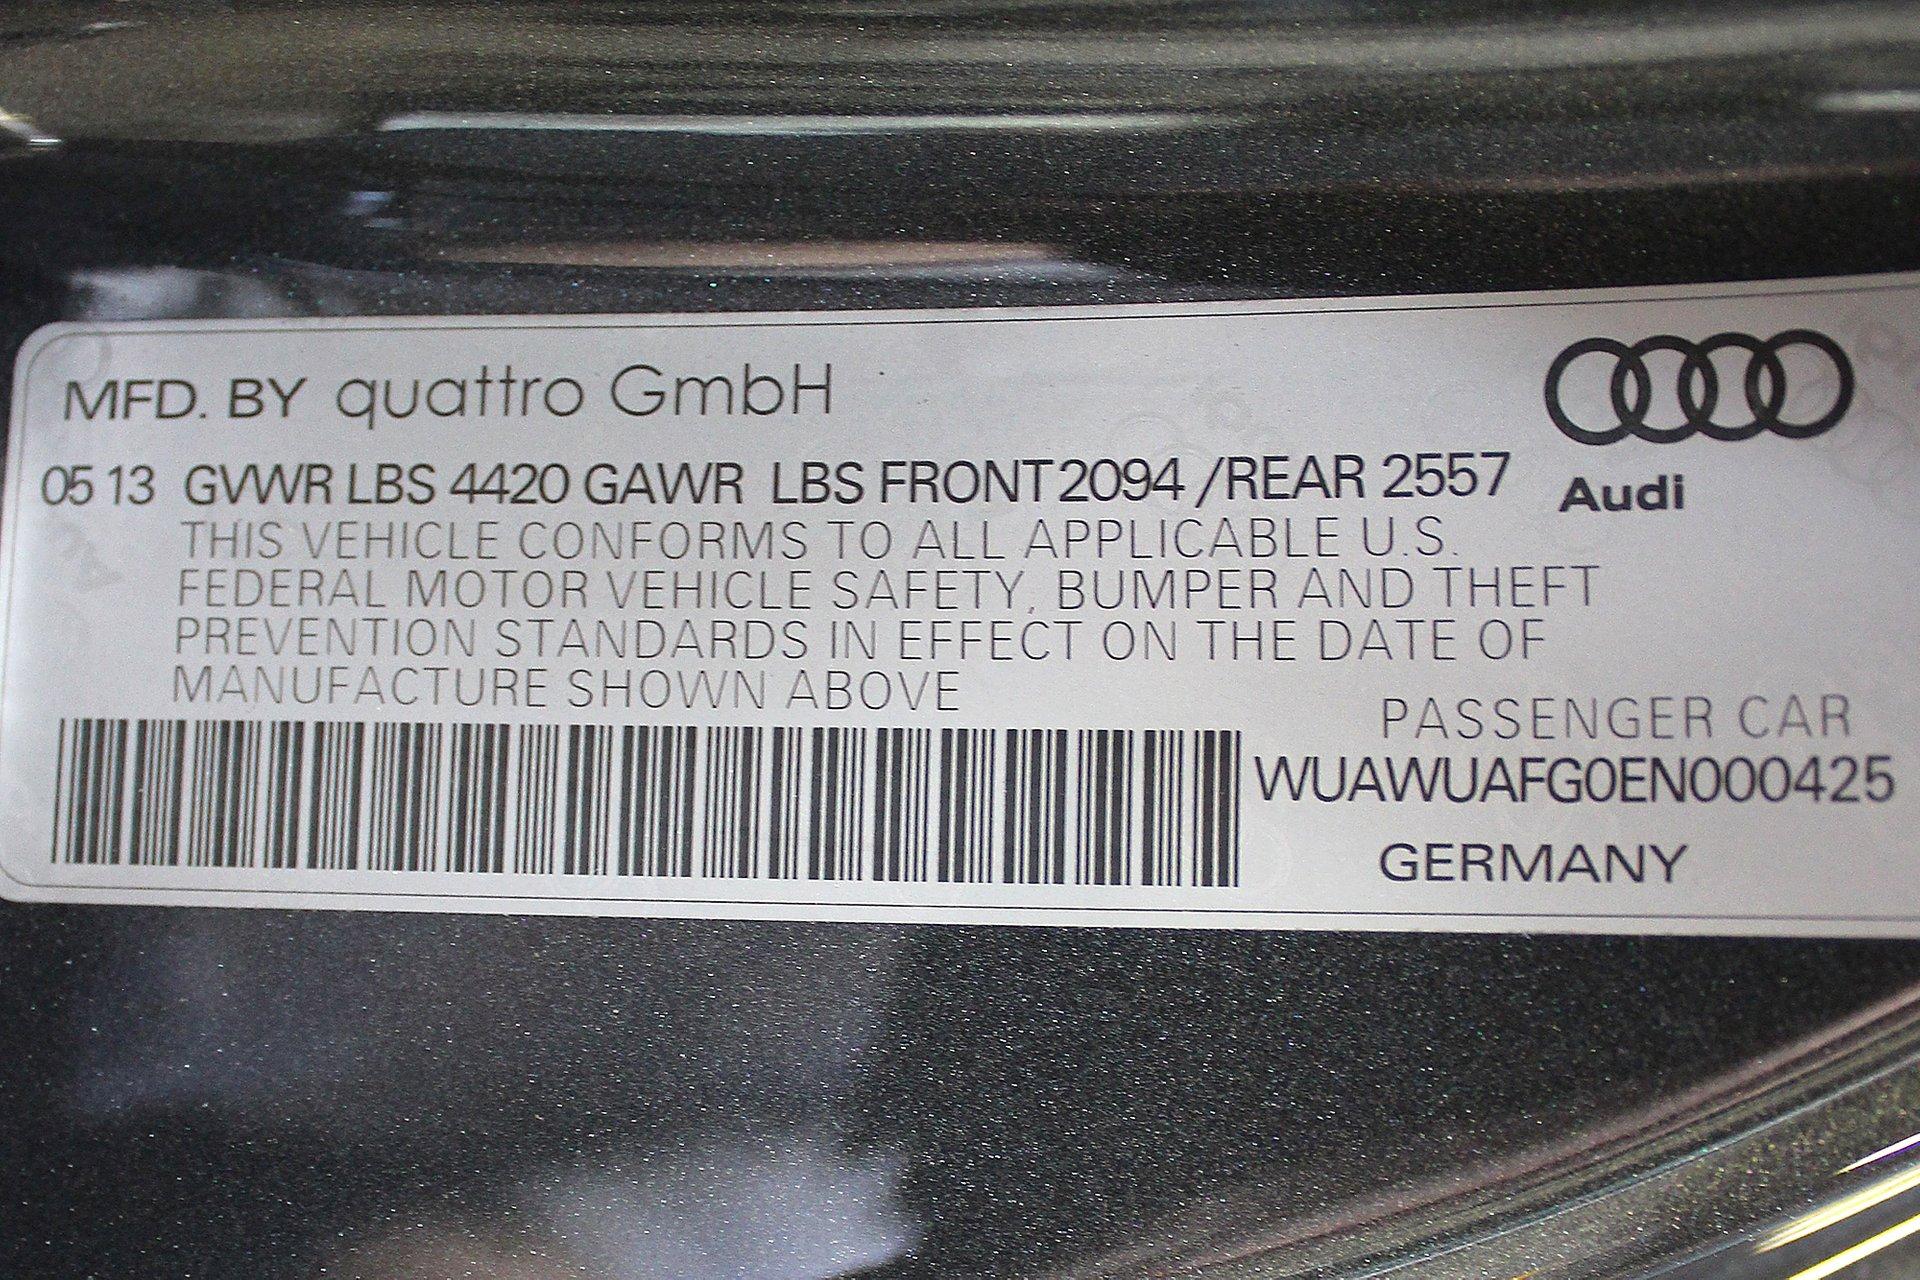 MFD. BY quattro GmbH
05 13 GVWR LBS 4420 GAWR LBS FRONT 2094 /REAR 2557
Audi
THIS VEHICLE CONFORMS TO ALL APPLICABLE U.S.
FEDERAL MOTOR VEHICLE SAFETY, BUMPER AND THEFT
PREVENTION STANDARDS IN EFFECT ON THE DATE OF
MANUFACTURE SHOWN ABOVE
PASSENGER CAR
WUAWUAFG0EN000425
GERMANY